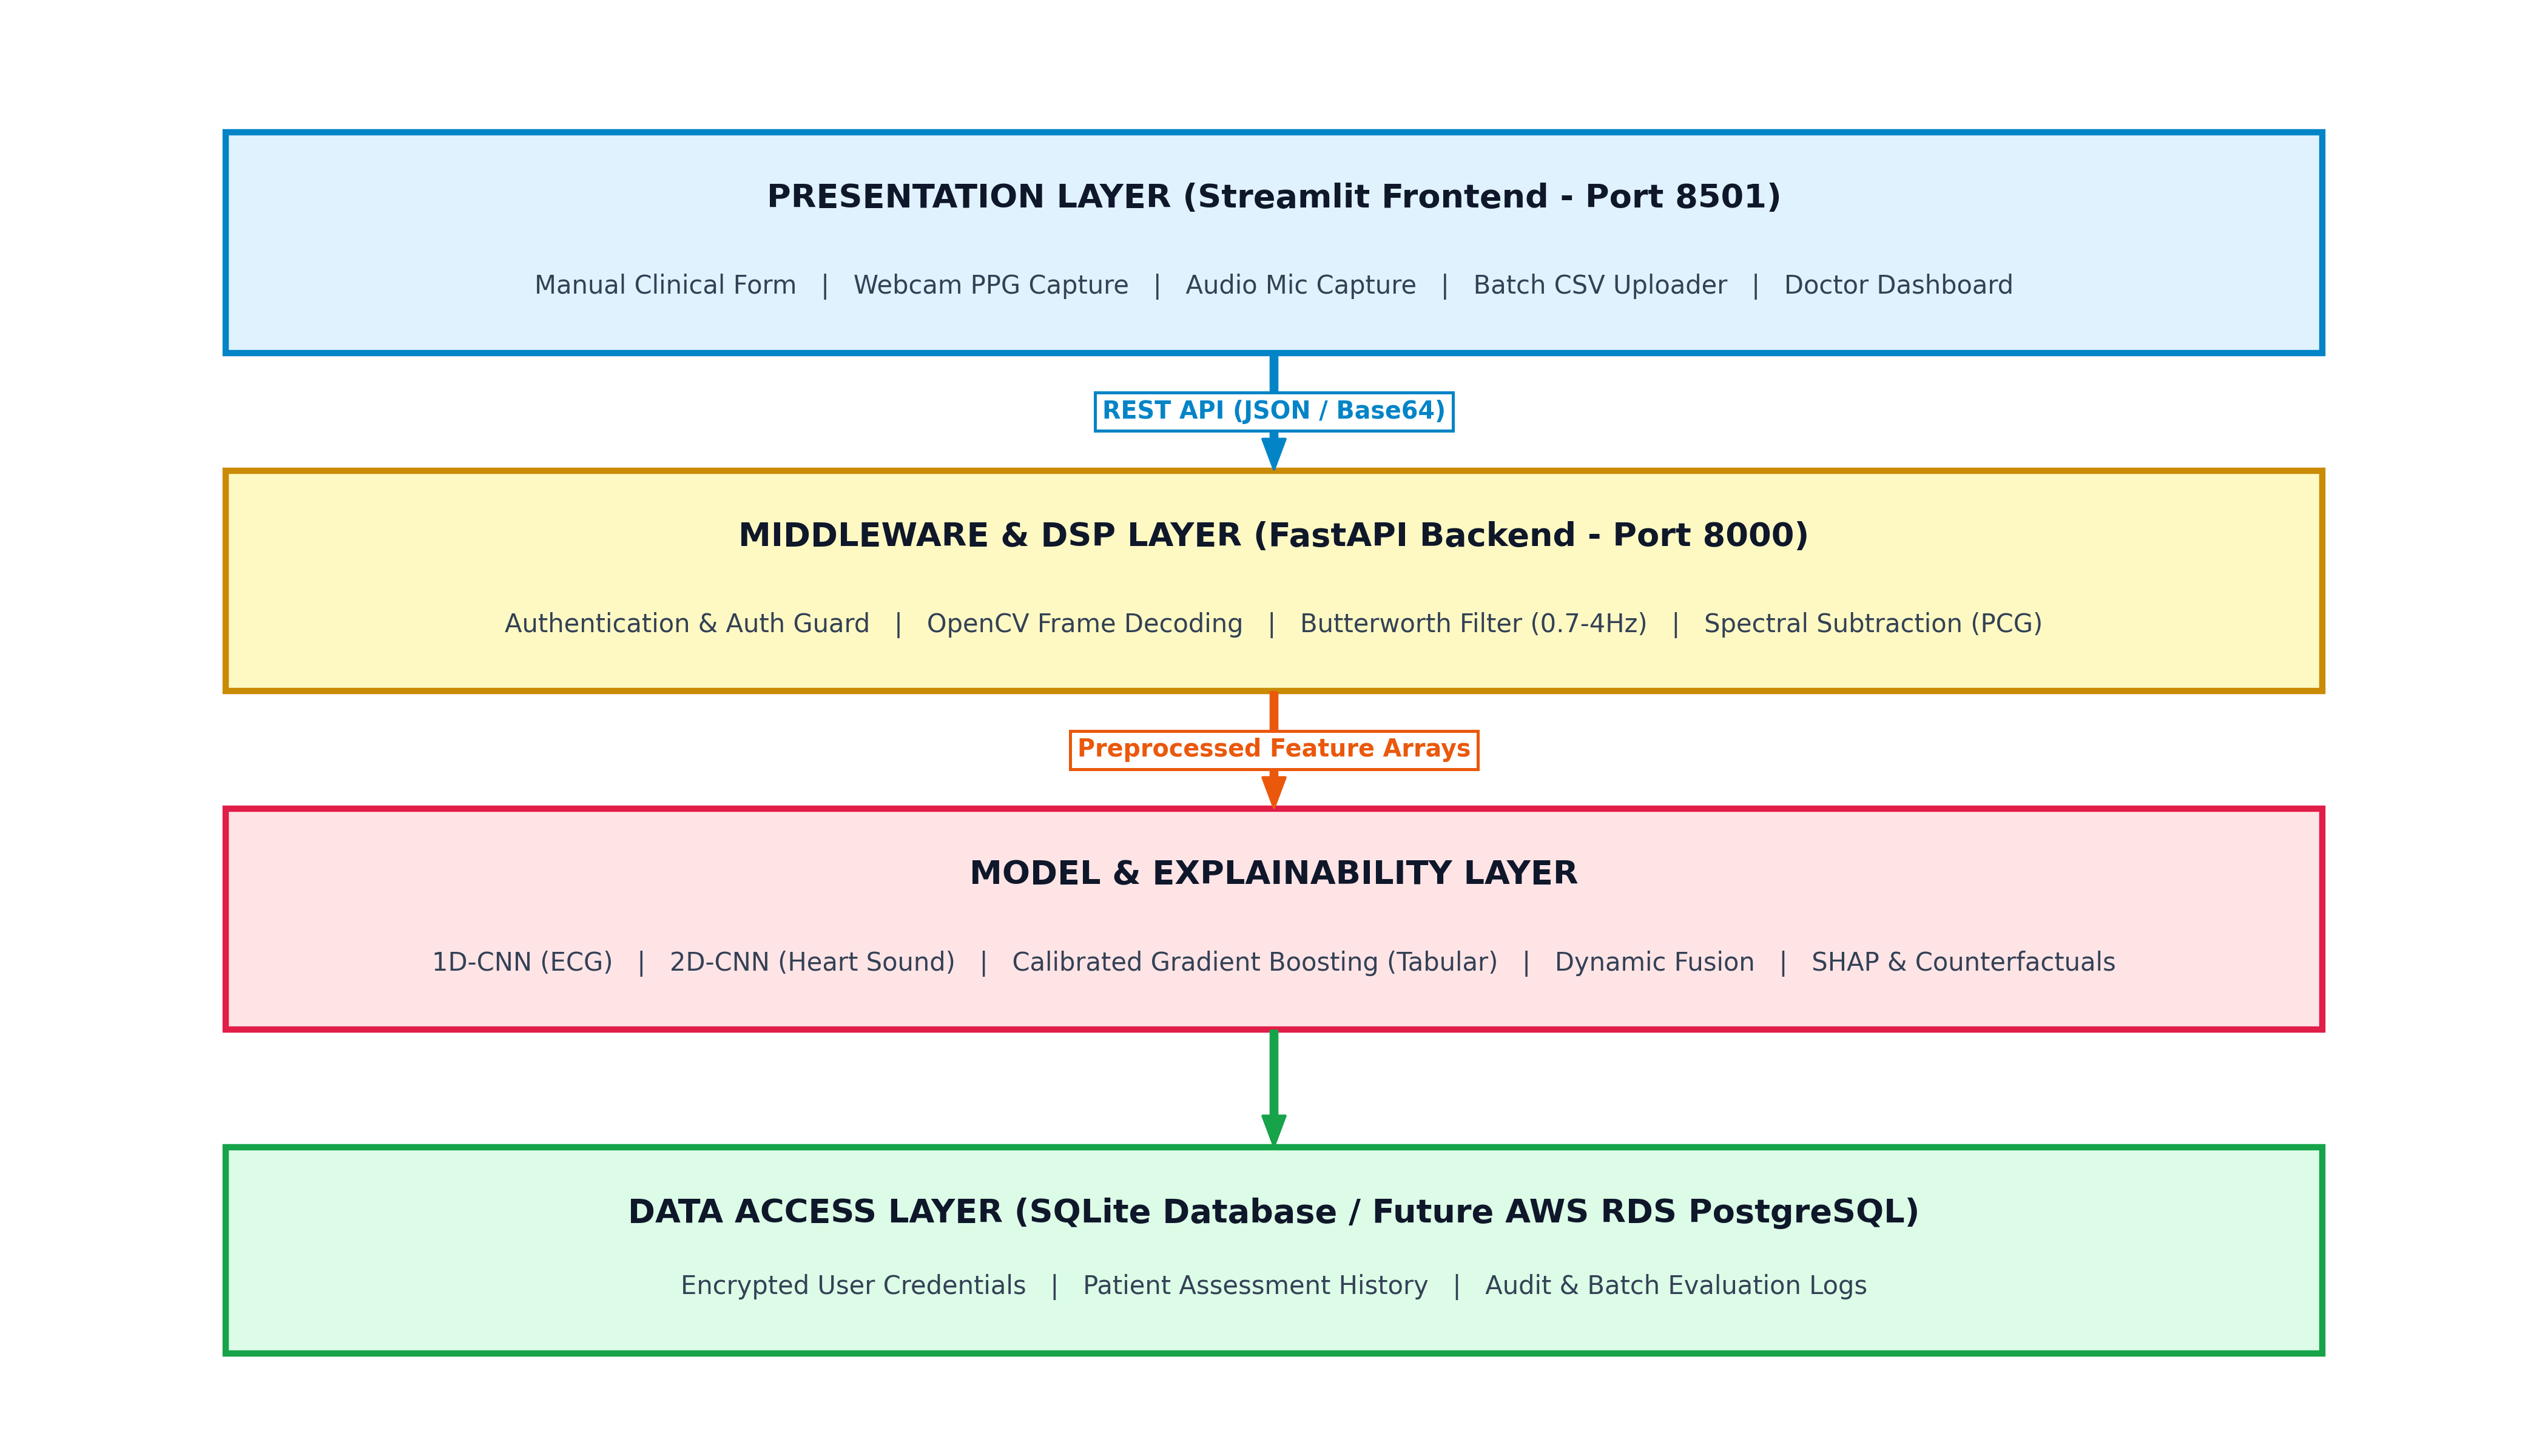 PRESENTATION LAYER (Streamlit Frontend - Port 8501)
Manual Clinical Form | Webcam PPG Capture | Audio Mic Capture | Batch CSV Uploader | Doctor Dashboard
REST API (JSON / Base64)
MIDDLEWARE & DSP LAYER (FastAPI Backend - Port 8000)
Authentication & Auth Guard | OpenCV Frame Decoding | Butterworth Filter (0.7-4Hz) | Spectral Subtraction (PCG)
Preprocessed Feature Arrays
MODEL & EXPLAINABILITY LAYER
1D-CNN (ECG) | 2D-CNN (Heart Sound) | Calibrated Gradient Boosting (Tabular) | Dynamic Fusion | SHAP & Counterfactuals
DATA ACCESS LAYER (SQLite Database / Future AWS RDS PostgreSQL)
Encrypted User Credentials | Patient Assessment History | Audit & Batch Evaluation Logs